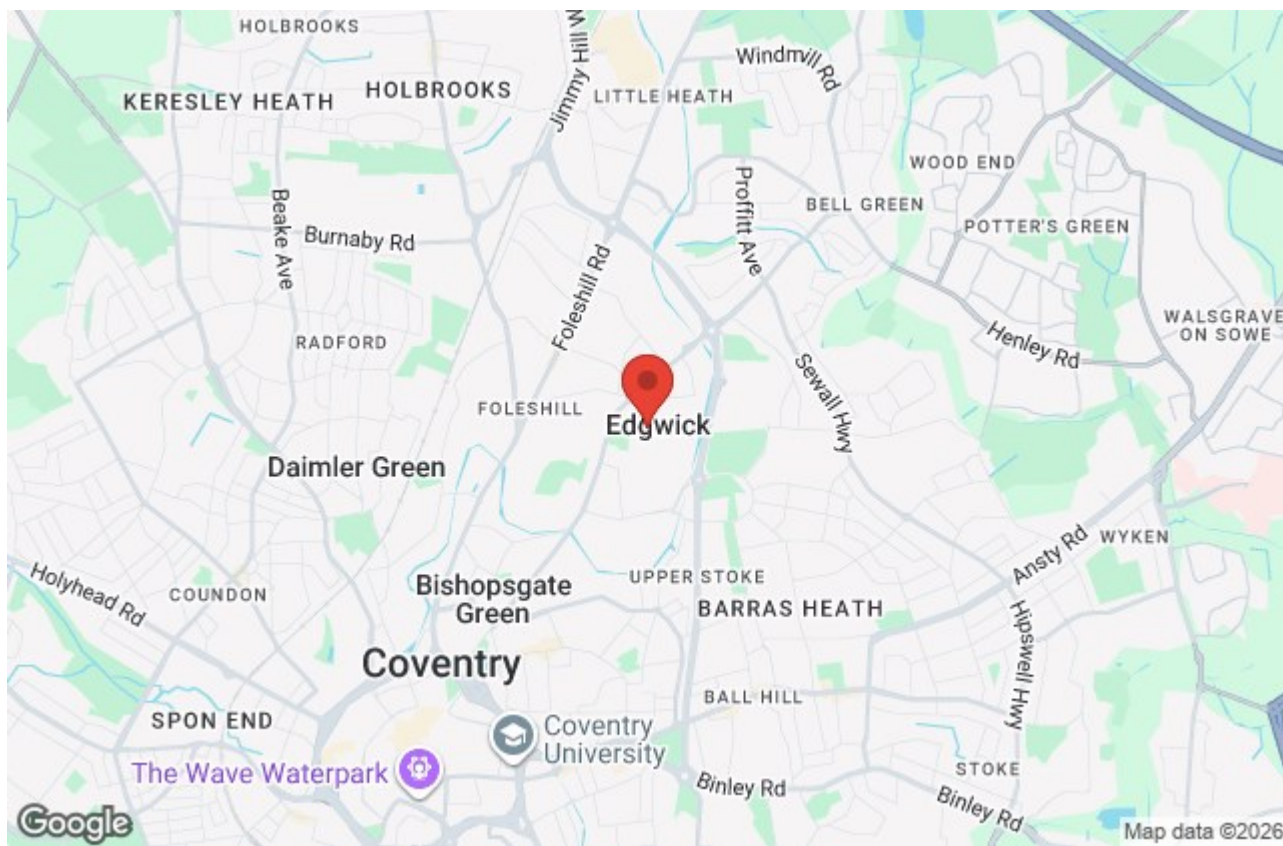 HOLBROOKS
Jimmy Hill W
Windmill Rd
KERESLEY HEATH
HOLBROOKS
LITTLE HEATH
WOOD END
Proffitt Ave
BELL GREEN
Beake Ave
Burnaby Rd
POTTER'S GREEN
Foleshill Rd
WALSGRAVE
ON SOWE
RADFORD
Henley Rd
Sewall Hwy
FOLESHILL
Edgwick
Daimler Green
Ansty Rd
WYKEN
Holyhead Rd
COUNDON
Bishopsgate
Green
UPPER STOKE
BARRAS HEATH
Hipswell Hwy
Coventry
BALL HILL
SPON END
Coventry
University
The Wave Waterpark
STOKE
Binley Rd
Binley Rd
Google
Map data ©2026